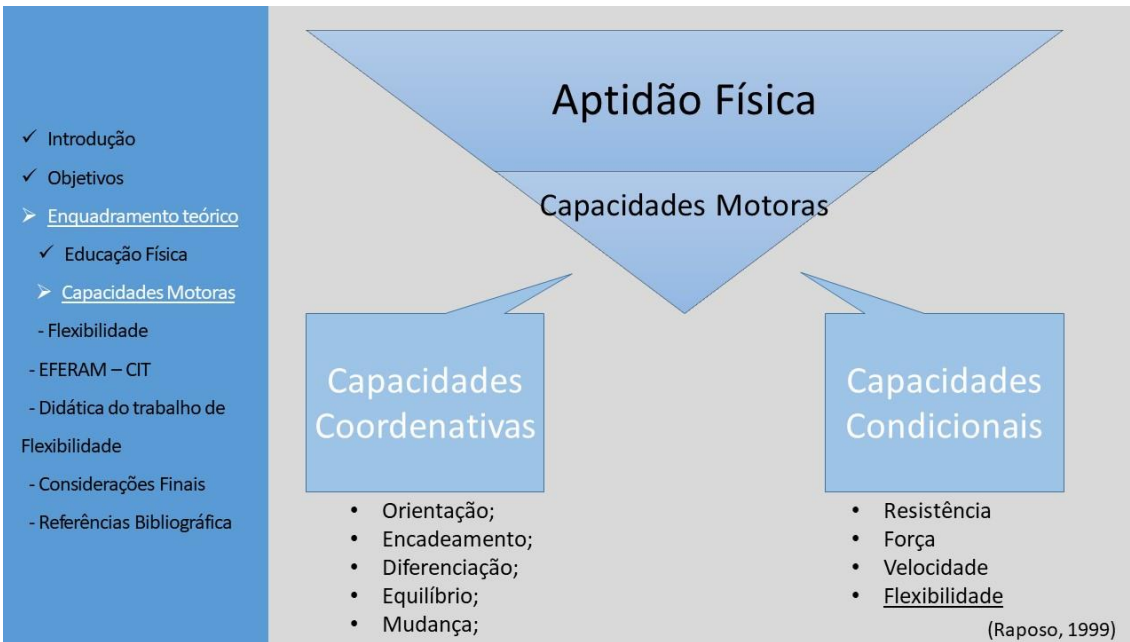 ✓ Introdução
✓ Objetivos
➢ Enquadramento teórico
✓ Educação Física
➢ Capacidades Motoras
- Flexibilidade
- EFERAM – CIT
- Didática do trabalho de
Flexibilidade
- Considerações Finais
- Referências Bibliográfica
Aptidão Física
Capacidades Motoras
Capacidades
Coordenativas
• Orientação;
• Encadeamento;
• Diferenciação;
• Equilíbrio;
• Mudança;
Capacidades
Condicionais
• Resistência
• Força
• Velocidade
• Flexibilidade
(Raposo, 1999)